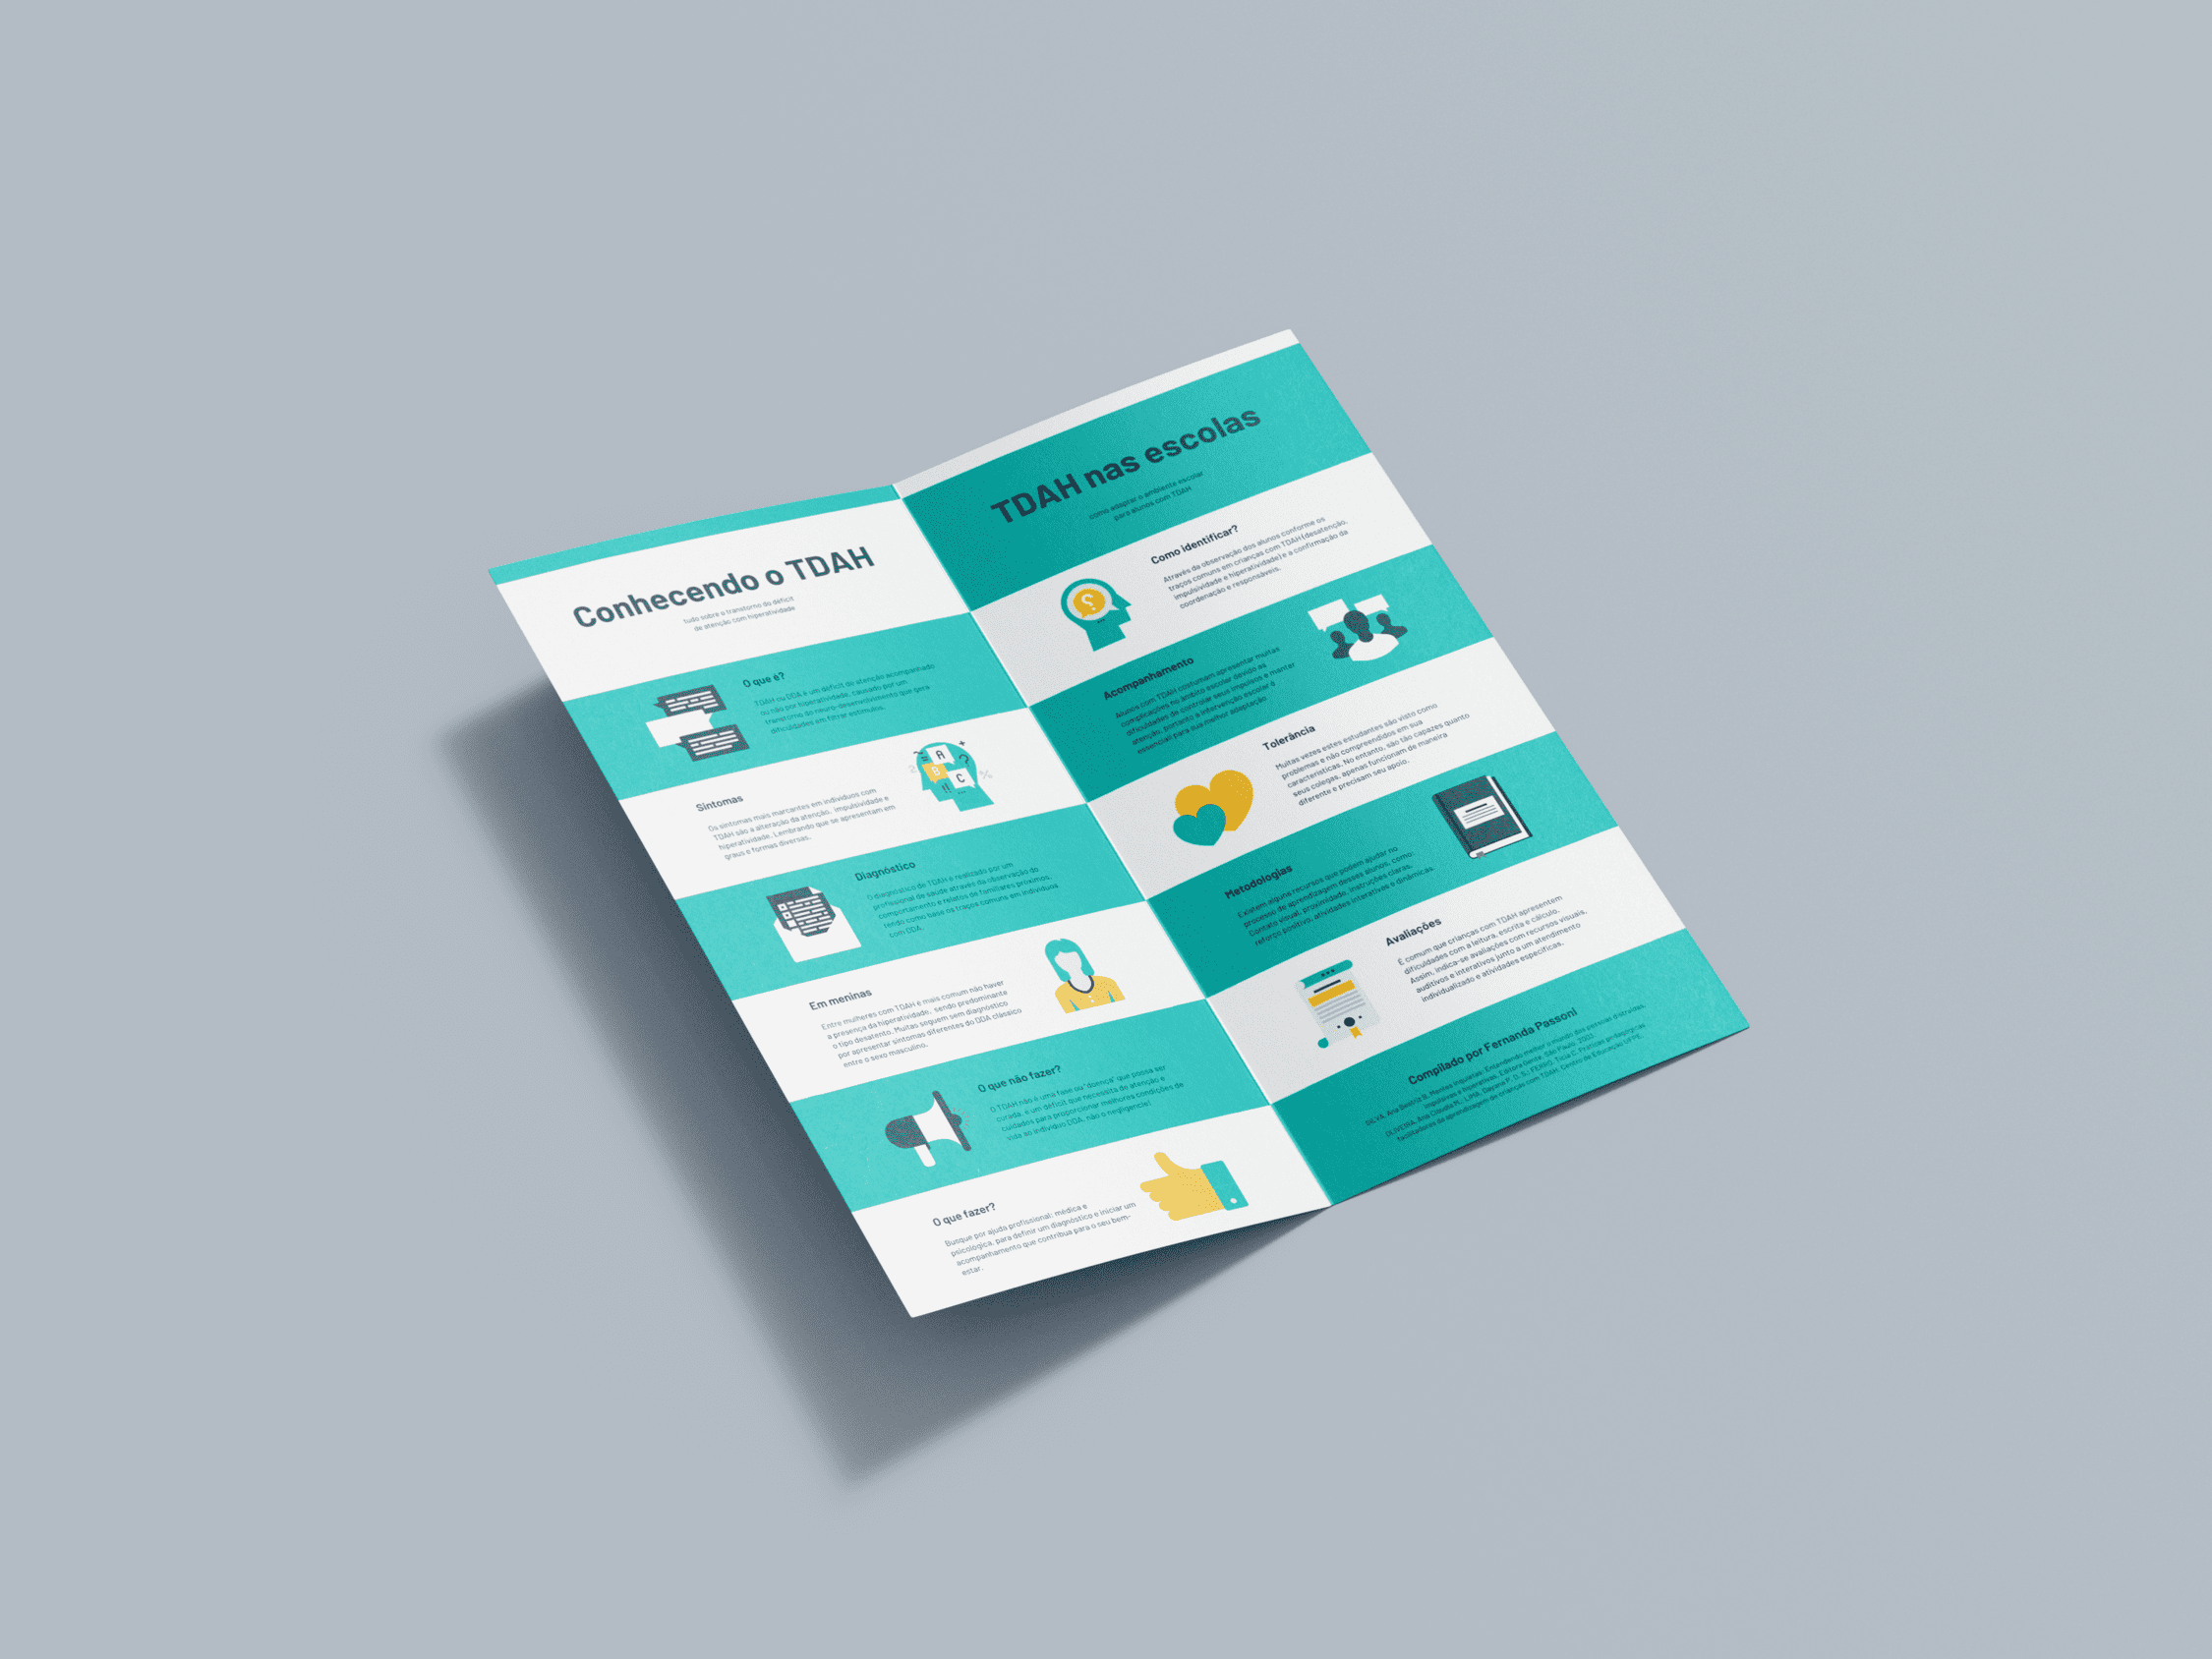 Conhecendo o TDAH
tudo sobre o transtorno do déficit
de atenção com hiperatividade
O que é?
TDAH ou DDA é um déficit de atenção acompanhado
ou não por hiperatividade, causado por um
transtorno do neuro-desenvolvimento que gera
dificuldades em filtrar estímulos.
Sintomas
Os sintomas mais marcantes em indivíduos com
TDAH são a alteração da atenção, impulsividade e
hiperatividade. Lembrando que se apresentam em
graus e formas diversas.
A
B
C
Diagnóstico
O diagnóstico de TDAH é realizado por um
profissional de saúde através da observação do
comportamento e relatos de familiares próximos,
tendo como base os traços comuns em indivíduos
com DDA.
Em meninas
Entre mulheres com TDAH é mais comum não haver
a presença da hiperatividade, sendo predominante
o tipo desatento. Muitas seguem sem diagnóstico
por apresentar sintomas diferentes do DDA clássico
entre o sexo masculino.
O que não fazer?
O TDAH não é uma fase ou "doença" que possa ser
curada, é um déficit que necessita de atenção e
cuidados para proporcionar melhores condições de
vida ao indivíduo DDA, não o negligencie!
O que fazer?
Busque por ajuda profissional: médica e
psicológica, para definir um diagnóstico e iniciar um
acompanhamento que contribua para o seu bem-
estar.
TDAH nas escolas
como adaptar o ambiente escolar
para alunos com TDAH
Como identificar?
Através da observação dos alunos conforme os
traços comuns em crianças com TDAH (desatenção,
impulsividade e hiperatividade) e a confirmação da
coordenação e responsáveis.
?
Acompanhamento
Alunos com TDAH costumam apresentar muitas
complicações no âmbito escolar devido as
dificuldades de controlar seus impulsos e manter
atenção, portanto a intervenção escolar é
essencial para sua melhor adaptação.
Tolerância
Muitas vezes estes estudantes são visto como
problemas e não compreendidos em sua
características. No entanto, são tão capazes quanto
seus colegas, apenas funcionam de maneira
diferente e precisam seu apoio.
Metodologias
Existem alguns recursos que podem ajudar no
processo de aprendizagem desses alunos, como:
Contato visual, proximidade, instruções claras,
reforço positivo, atividades interativas e dinâmicas.
Avaliações
É comum que crianças com TDAH apresentem
dificuldades com a leitura, escrita e cálculo.
Assim, indica-se avaliações com recursos visuais,
auditivos e interativos junto a um atendimento
individualizado e atividades específicas.
Compilado por Fernanda Passoni
SILVA, Ana Beatriz B. Mentes Inquietas: Entendendo melhor o mundo das pessoas distraídas,
impulsivas e hiperativas. Editora Gente. São Paulo.
OLIVEIRA, Ana Cláudia M.; LIMA, Dayana P. D. S.; FERRO, Tícia C. Práticas pedagógicas
facilitadoras da aprendizagem de crianças com TDAH. Centro de Educação UFPE.